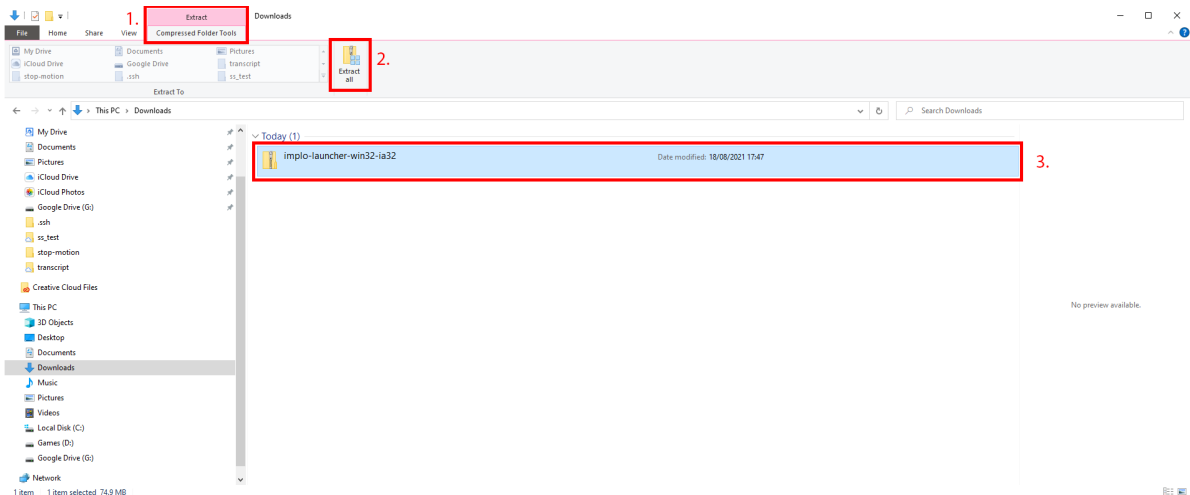 1.
Extract
Downloads
File Home Share View Compressed Folder Tools
My Drive Documents Pictures
iCloud Drive Google Drive transcript
stop-motion .ssh ss_test
Extract all
2.
Extract To
This PC > Downloads
Search Downloads
My Drive
Documents
Pictures
iCloud Drive
iCloud Photos
Google Drive (G:)
.ssh
ss_test
stop-motion
transcript
Creative Cloud Files
This PC
3D Objects
Desktop
Documents
Downloads
Music
Pictures
Videos
Local Disk (C:)
Games (D:)
Google Drive (G:)
Network
Today (1)
implo-launcher-win32-ia32 Date modified: 18/08/2021 17:47
3.
No preview available.
1 item 1 item selected 74.9 MB